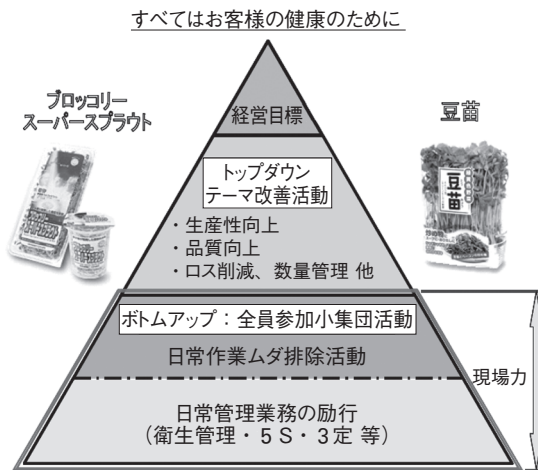 すべてはお客様の健康のために
ブロッコリー
スーパースプラウト
豆苗
経営目標
トップダウン
テーマ改善活動
・生産性向上
・品質向上
・ロス削減、数量管理 他
豆苗
ボトムアップ：全員参加小集団活動
日常作業ムダ排除活動
現場力
日常管理業務の励行
（衛生管理・５Ｓ・３定 等）